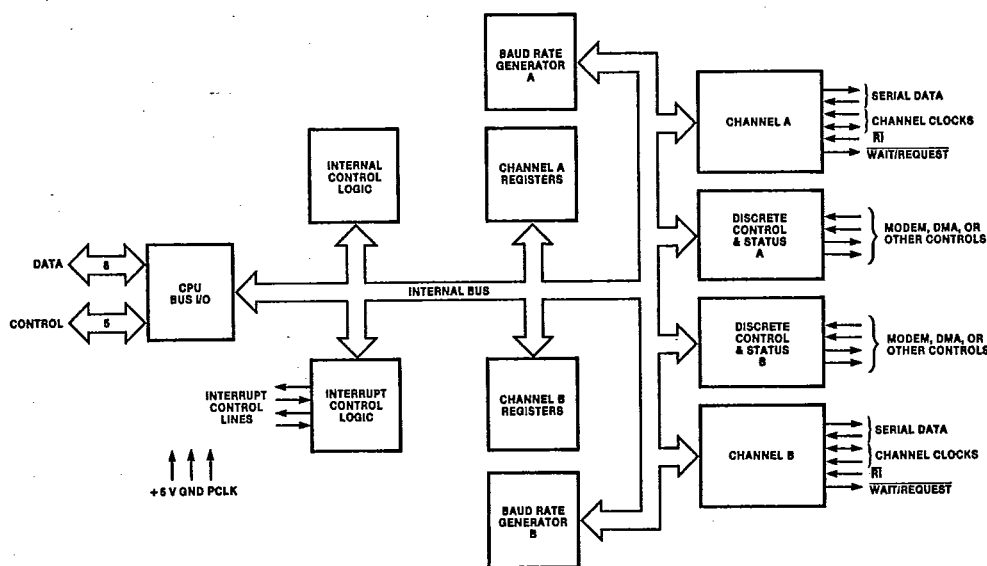 BAUD RATE
GENERATOR
A
CHANNEL A
SERIAL DATA
CHANNEL CLOCKS
RI
WAIT/REQUEST
INTERNAL
CONTROL
LOGIC
CHANNEL A
REGISTERS
DISCRETE
CONTROL
& STATUS
A
MODEM, DMA, OR
OTHER CONTROLS
DATA
8
CPU
BUS I/O
INTERNAL BUS
CONTROL
5
DISCRETE
CONTROL
& STATUS
B
MODEM, DMA, OR
OTHER CONTROLS
INTERRUPT
CONTROL
LINES
INTERRUPT
CONTROL
LOGIC
CHANNEL B
REGISTERS
CHANNEL B
SERIAL DATA
CHANNEL CLOCKS
RI
WAIT/REQUEST
+5 V GND PCLK
BAUD RATE
GENERATOR
B